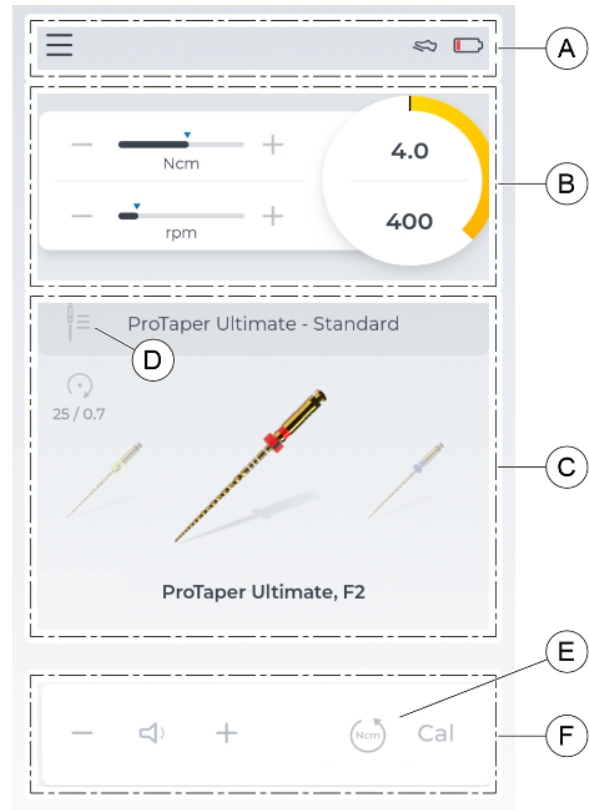 A
Ncm
4.0
B
rpm
400
ProTaper Ultimate - Standard
D
25 / 0.7
C
ProTaper Ultimate, F2
E
Ncm
Cal
F